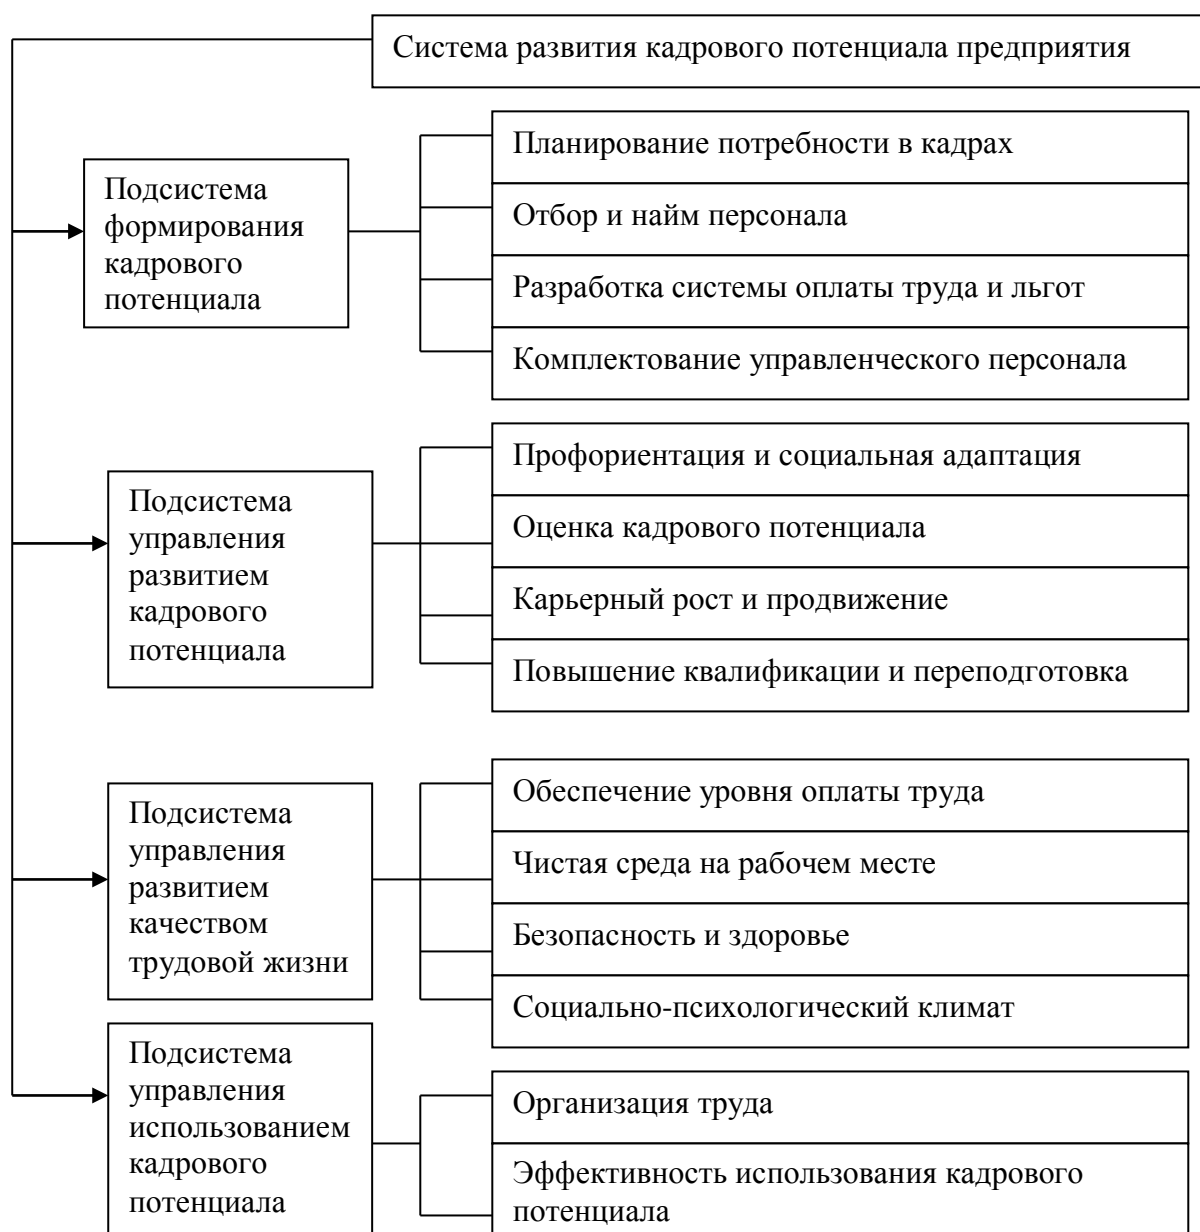 Система развития кадрового потенциала предприятия
Подсистема
формирования
кадрового
потенциала
Планирование потребности в кадрах
Отбор и найм персонала
Разработка системы оплаты труда и льгот
Комплектование управленческого персонала
Подсистема
управления
развитием
кадрового
потенциала
Профориентация и социальная адаптация
Оценка кадрового потенциала
Карьерный рост и продвижение
Повышение квалификации и переподготовка
Подсистема
управления
развитием
качеством
трудовой жизни
Обеспечение уровня оплаты труда
Чистая среда на рабочем месте
Безопасность и здоровье
Социально-психологический климат
Подсистема
управления
использованием
кадрового
потенциала
Организация труда
Эффективность использования кадрового
потенциала